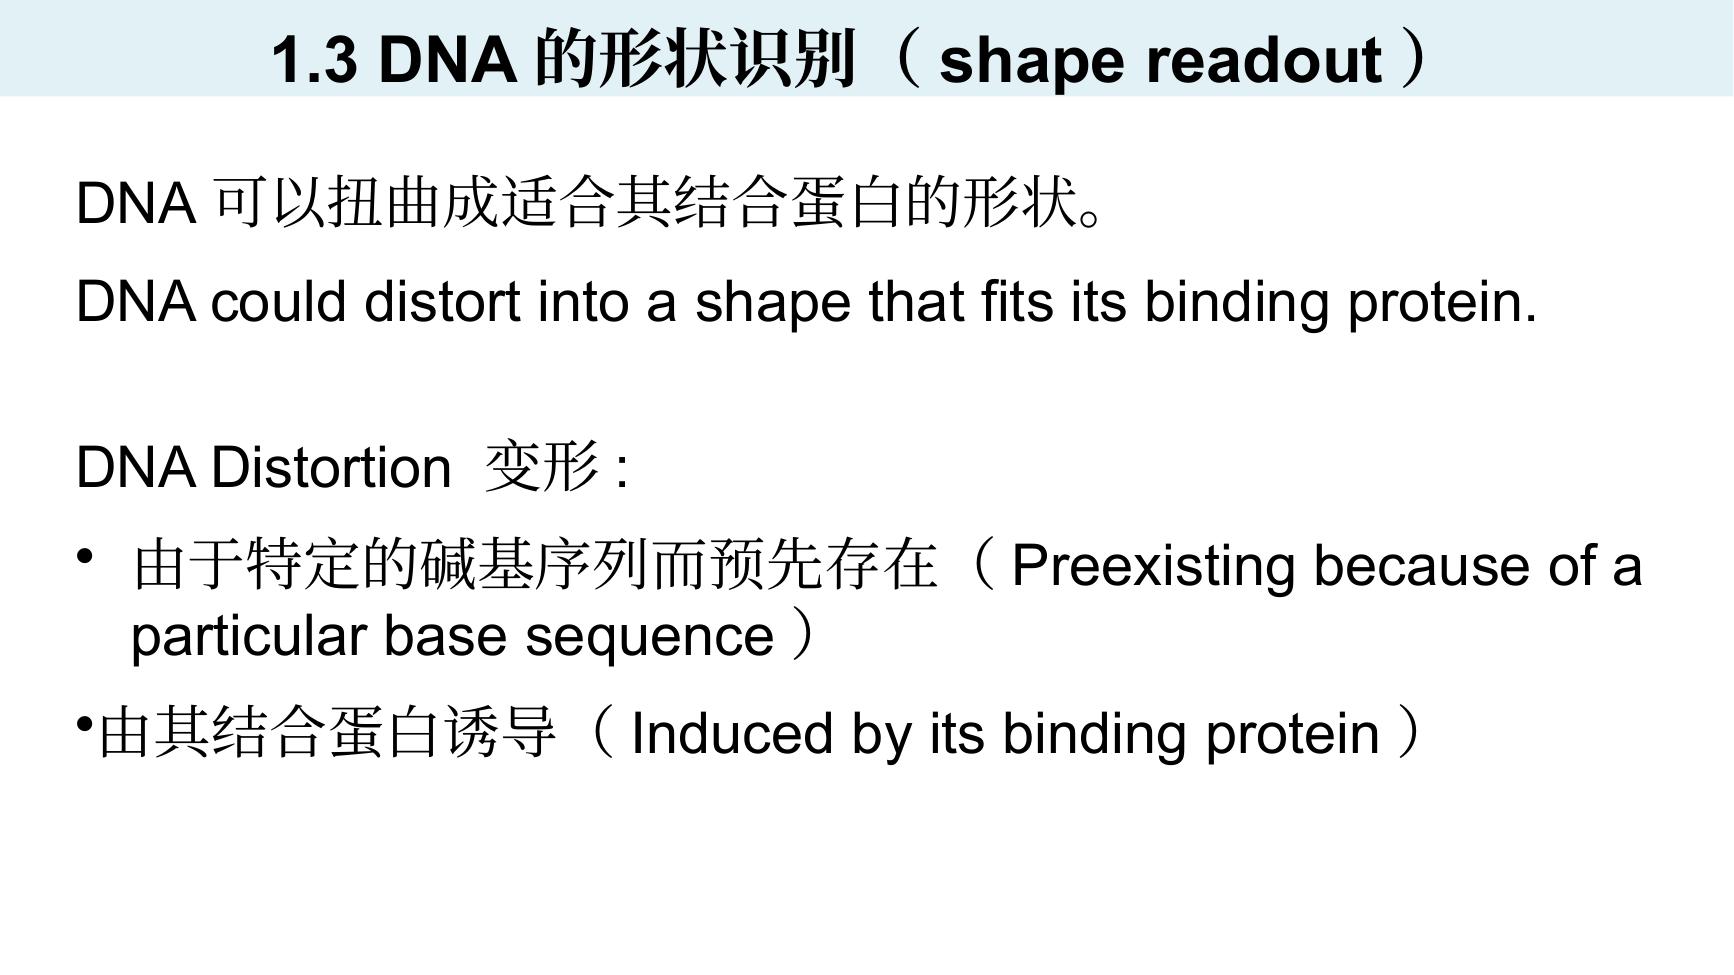 1.3 DNA 的形状识别（ shape readout ）
DNA 可以扭曲成适合其结合蛋白的形状。
DNA could distort into a shape that fits its binding protein.
DNA Distortion 变形 :
• 由于特定的碱基序列而预先存在（ Preexisting because of a
particular base sequence ）
•由其结合蛋白诱导（ Induced by its binding protein ）